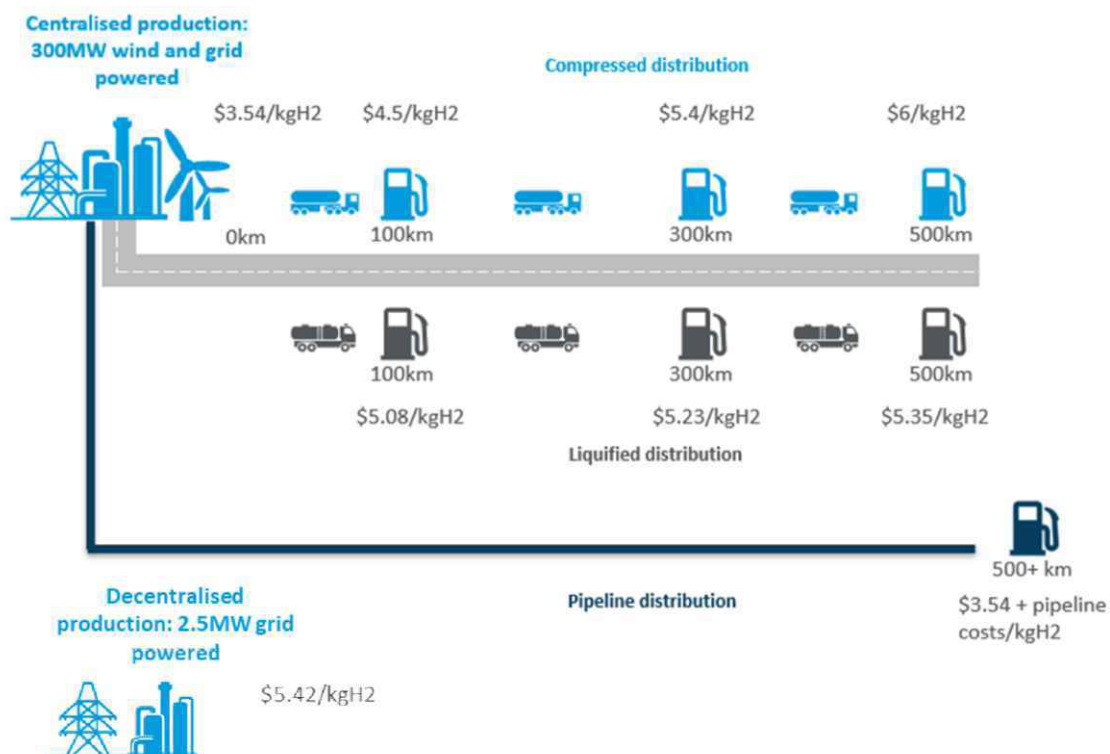 Centralised production:
300MW wind and grid
powered
Compressed distribution
$3.54/kgH2
$4.5/kgH2
$5.4/kgH2
$6/kgH2
0km
100km
300km
500km
100km
300km
500km
$5.08/kgH2
$5.23/kgH2
$5.35/kgH2
Liquified distribution
500+ km
$3.54 + pipeline
costs/kgH2
Pipeline distribution
Decentralised
production: 2.5MW grid
powered
$5.42/kgH2